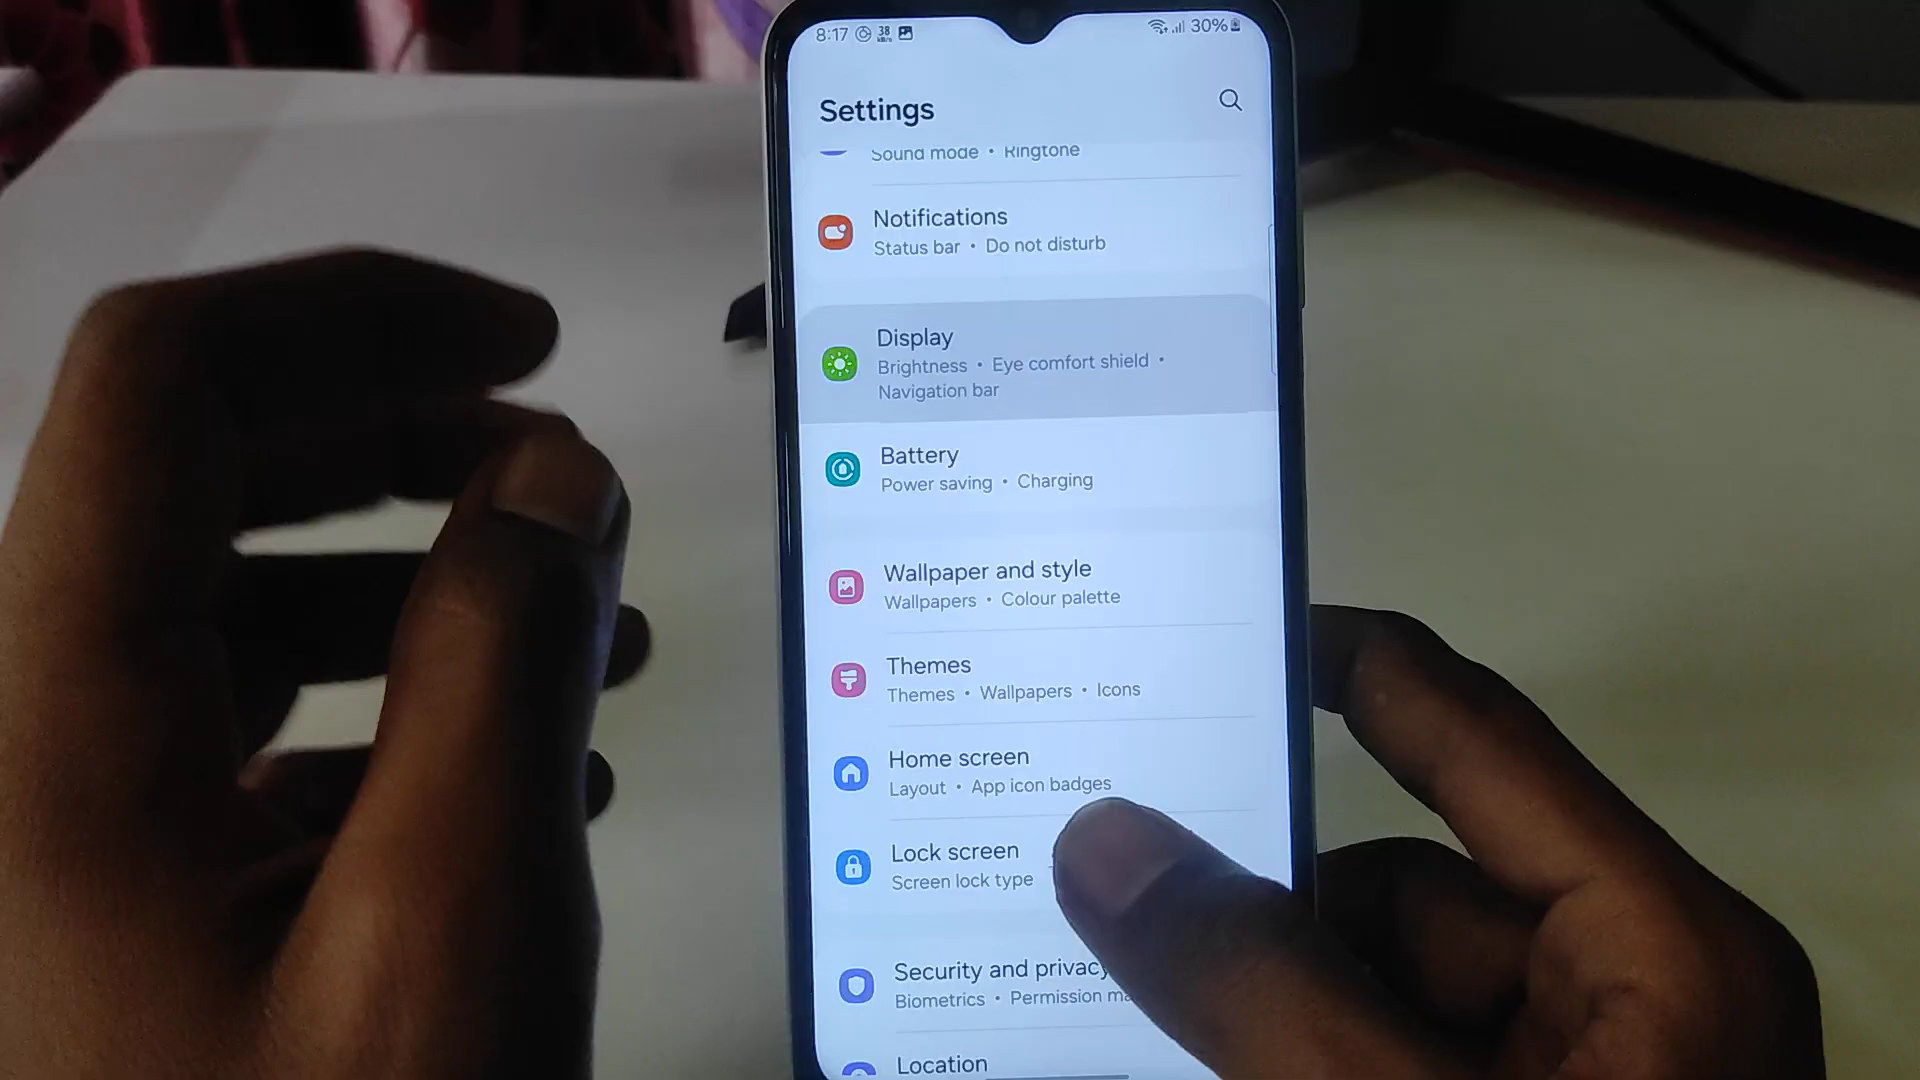 8:17 38 KB/s 30%
Settings
Sound mode • Ringtone
Notifications
Status bar • Do not disturb
Display
Brightness • Eye comfort shield •
Navigation bar
Battery
Power saving • Charging
Wallpaper and style
Wallpapers • Colour palette
Themes
Themes • Wallpapers • Icons
Home screen
Layout • App icon badges
Lock screen
Screen lock type
Security and privacy
Biometrics • Permission
Location